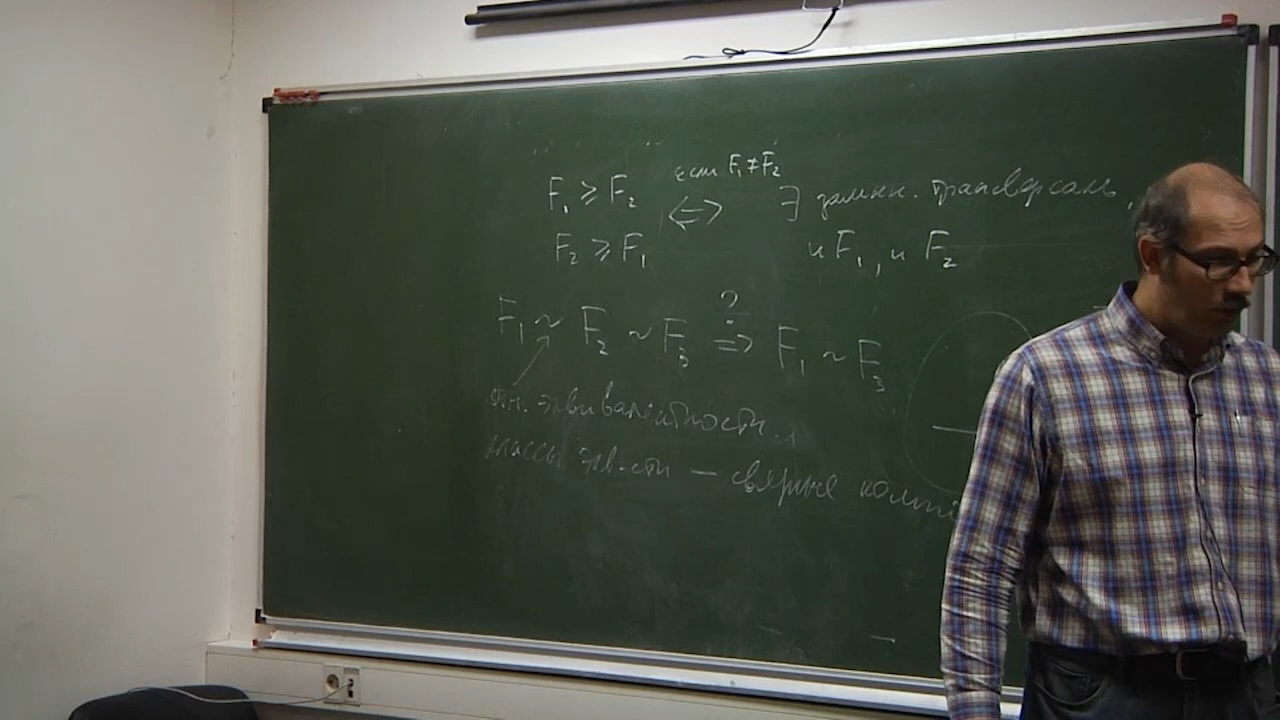 если F₁ ≠ F₂
F₁ ⩾ F₂ ⇔ ∃ замкн. трансверсаль,
F₂ ⩾ F₁ и F₁, и F₂
F₁ ~ F₂ ~ F₃ ?⇒ F₁ ~ F₃
отн. эквивалентности,
классы экв-сти — связные комп